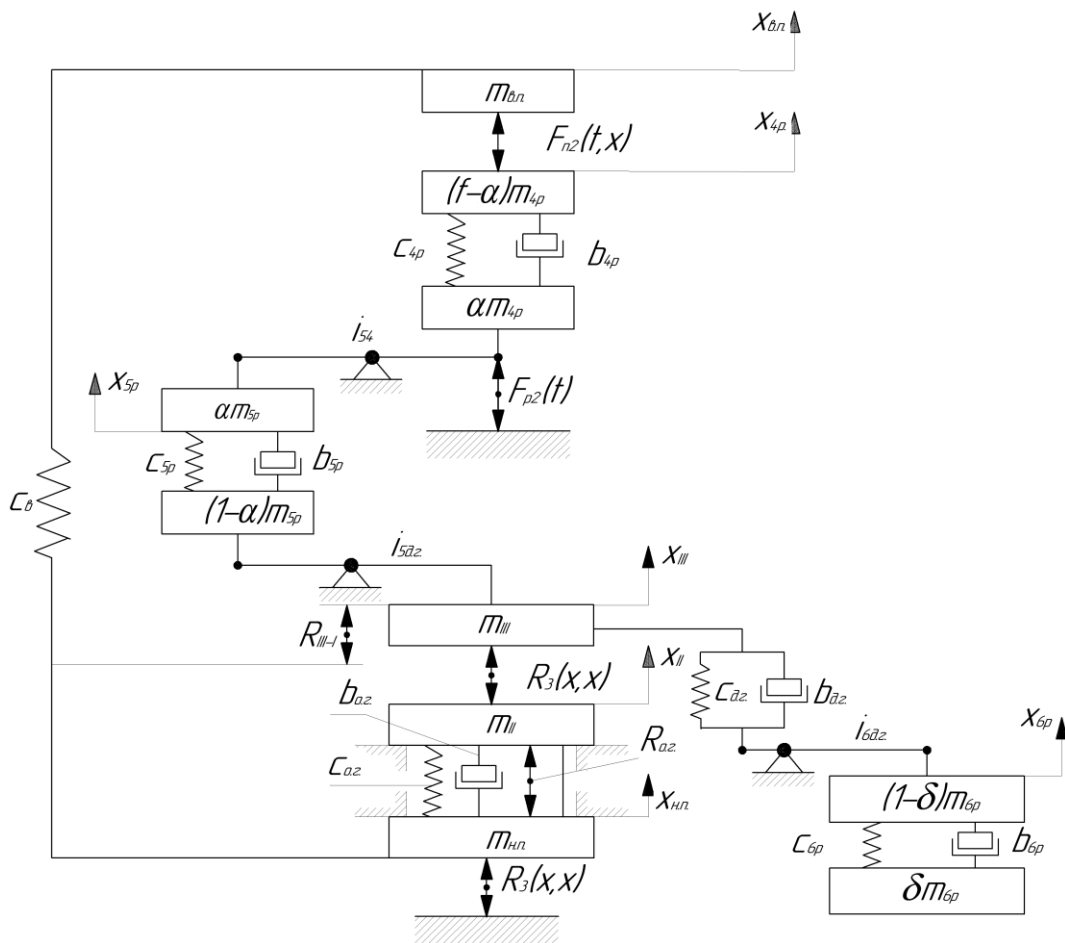 x_в.п.
m_в.п.
x_4р
F_п2(t,x)
(f-α)m_4р
c_4р
b_4р
αm_4р
i_54
x_5р
F_р2(t)
αm_5р
c_5р
b_5р
c_в
(1-α)m_5р
i_5д.г.
x_III
m_III
R_III-I
x_II
R_3(x,x)
c_д.г.
b_д.г.
b_о.г.
m_II
R_о.г.
x_6р
i_6д.г.
c_о.г.
x_н.п.
(1-δ)m_6р
m_н.п.
c_6р
b_6р
R_3(x,x)
δm_6р